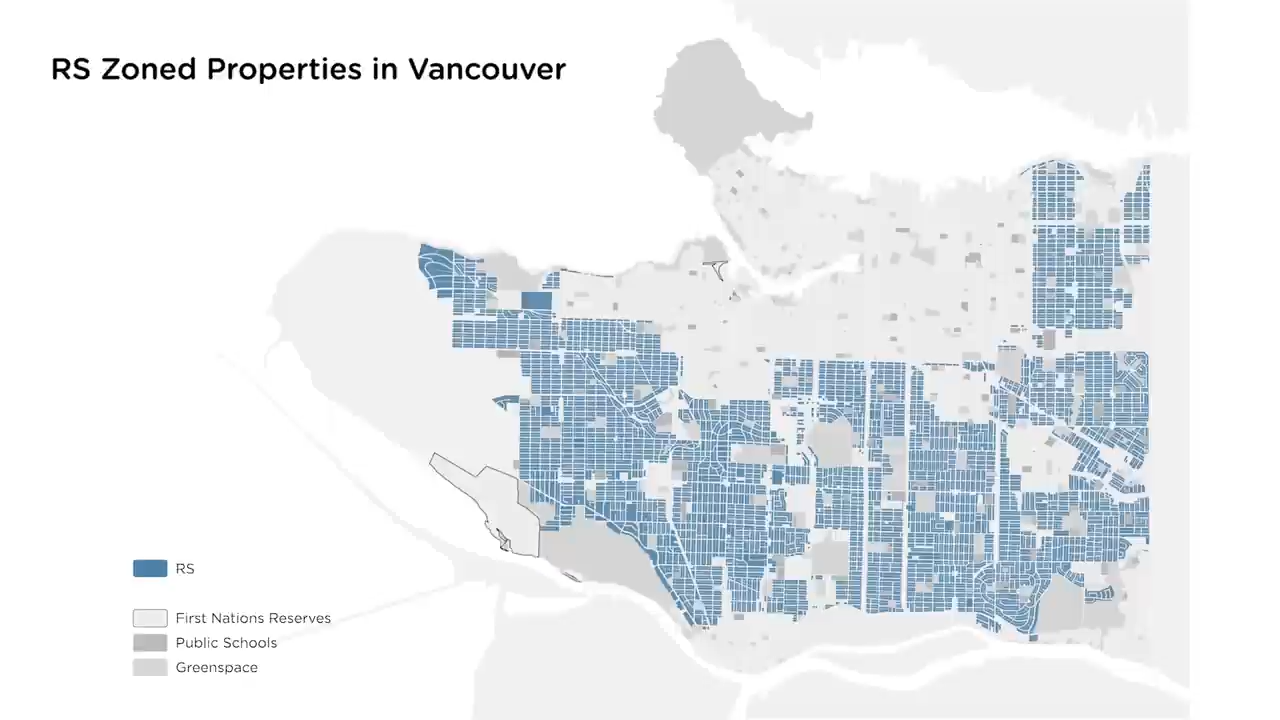 RS Zoned Properties in Vancouver
RS
First Nations Reserves
Public Schools
Greenspace